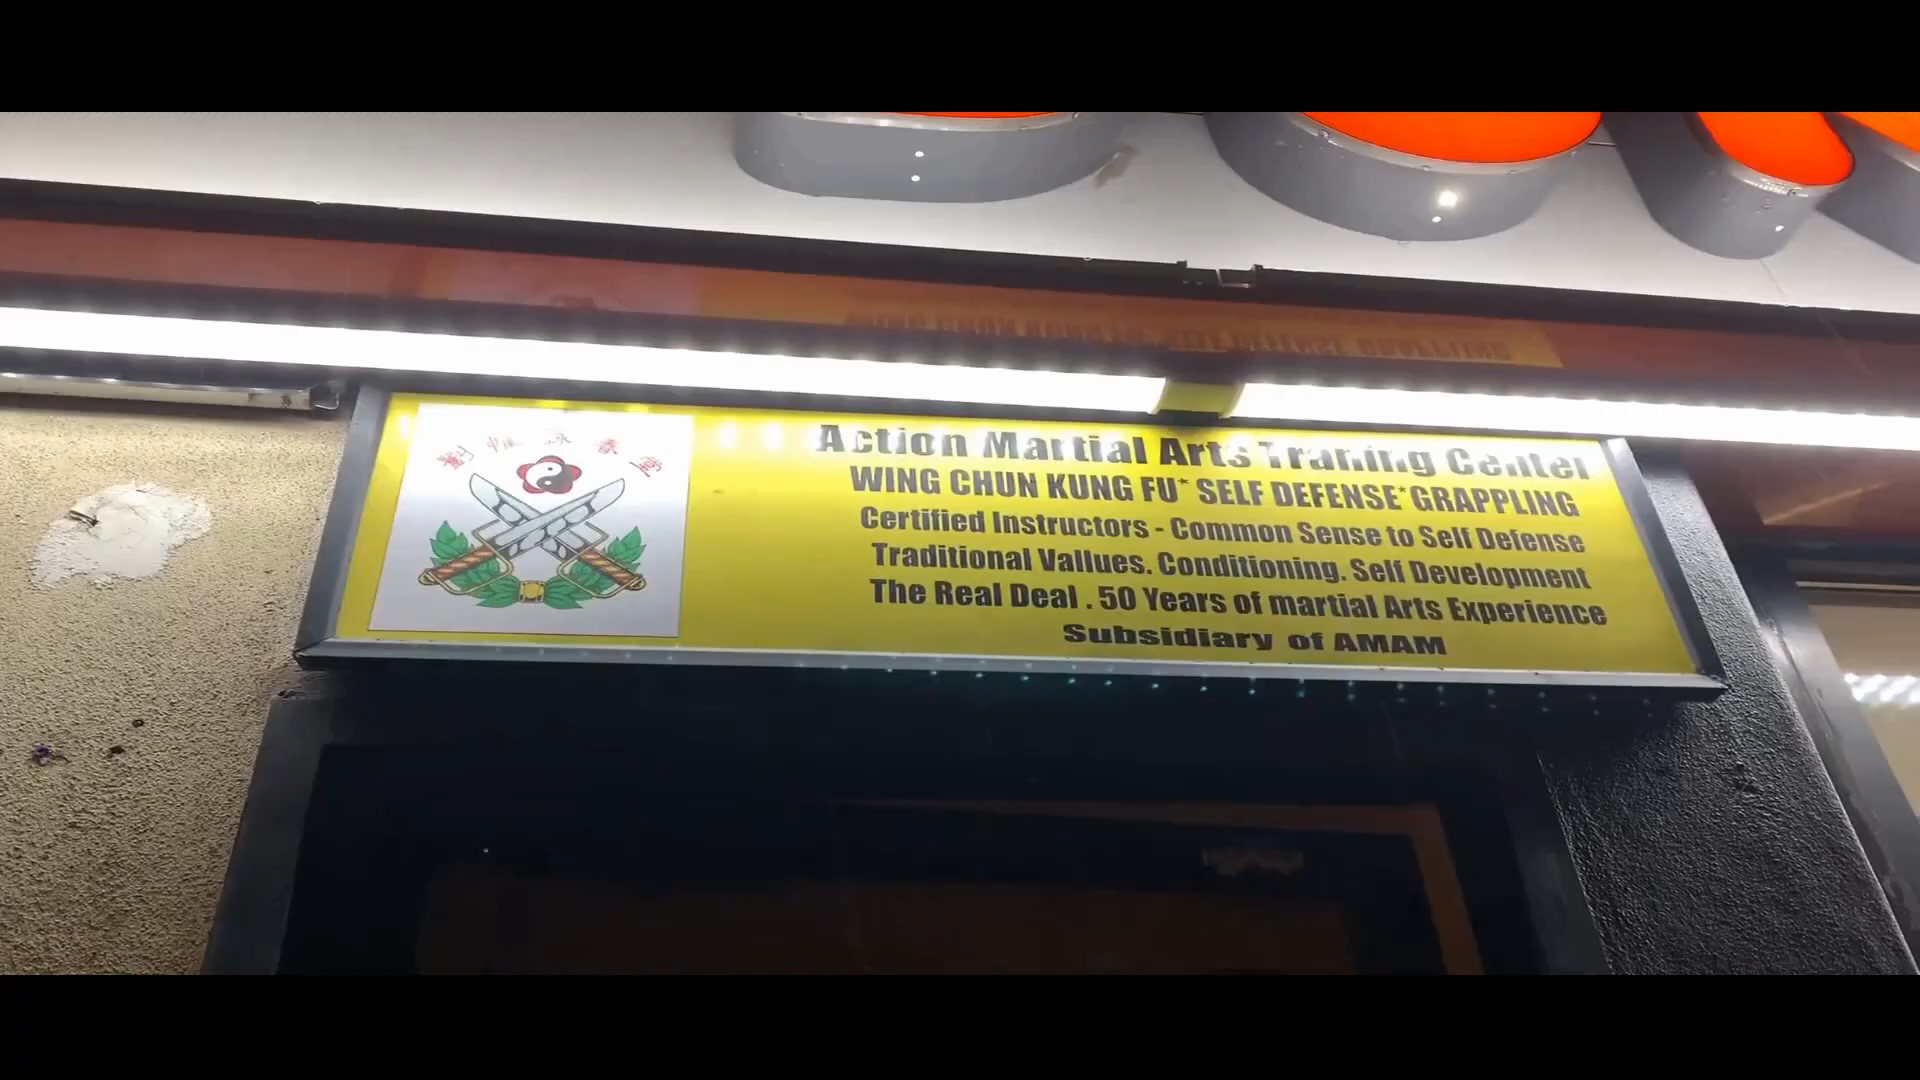 Action Martial Arts Traning Center
WING CHUN KUNG FU* SELF DEFENSE*GRAPPLING
Certified Instructors - Common Sense to Self Defense
Traditional Vallues. Conditioning. Self Development
The Real Deal . 50 Years of martial Arts Experience
Subsidiary of AMAM